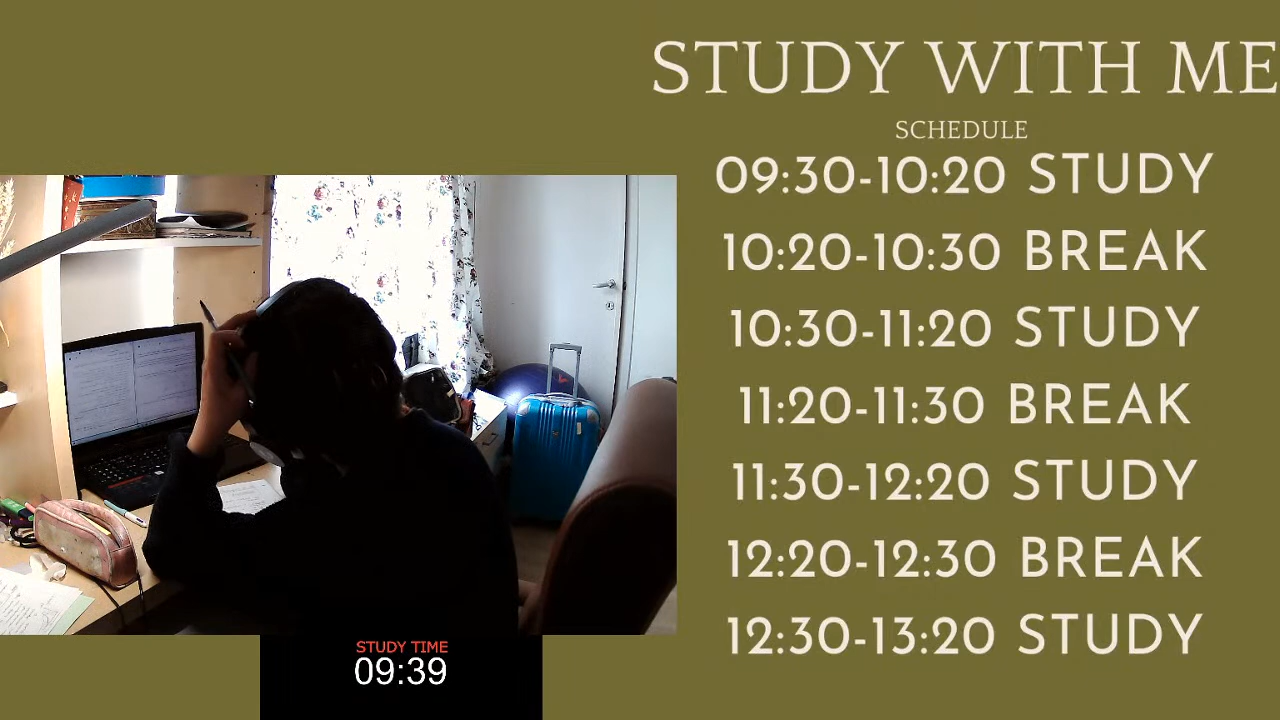 STUDY WITH ME
SCHEDULE
09:30-10:20 STUDY
10:20-10:30 BREAK
10:30-11:20 STUDY
11:20-11:30 BREAK
11:30-12:20 STUDY
12:20-12:30 BREAK
12:30-13:20 STUDY
STUDY TIME
09:39